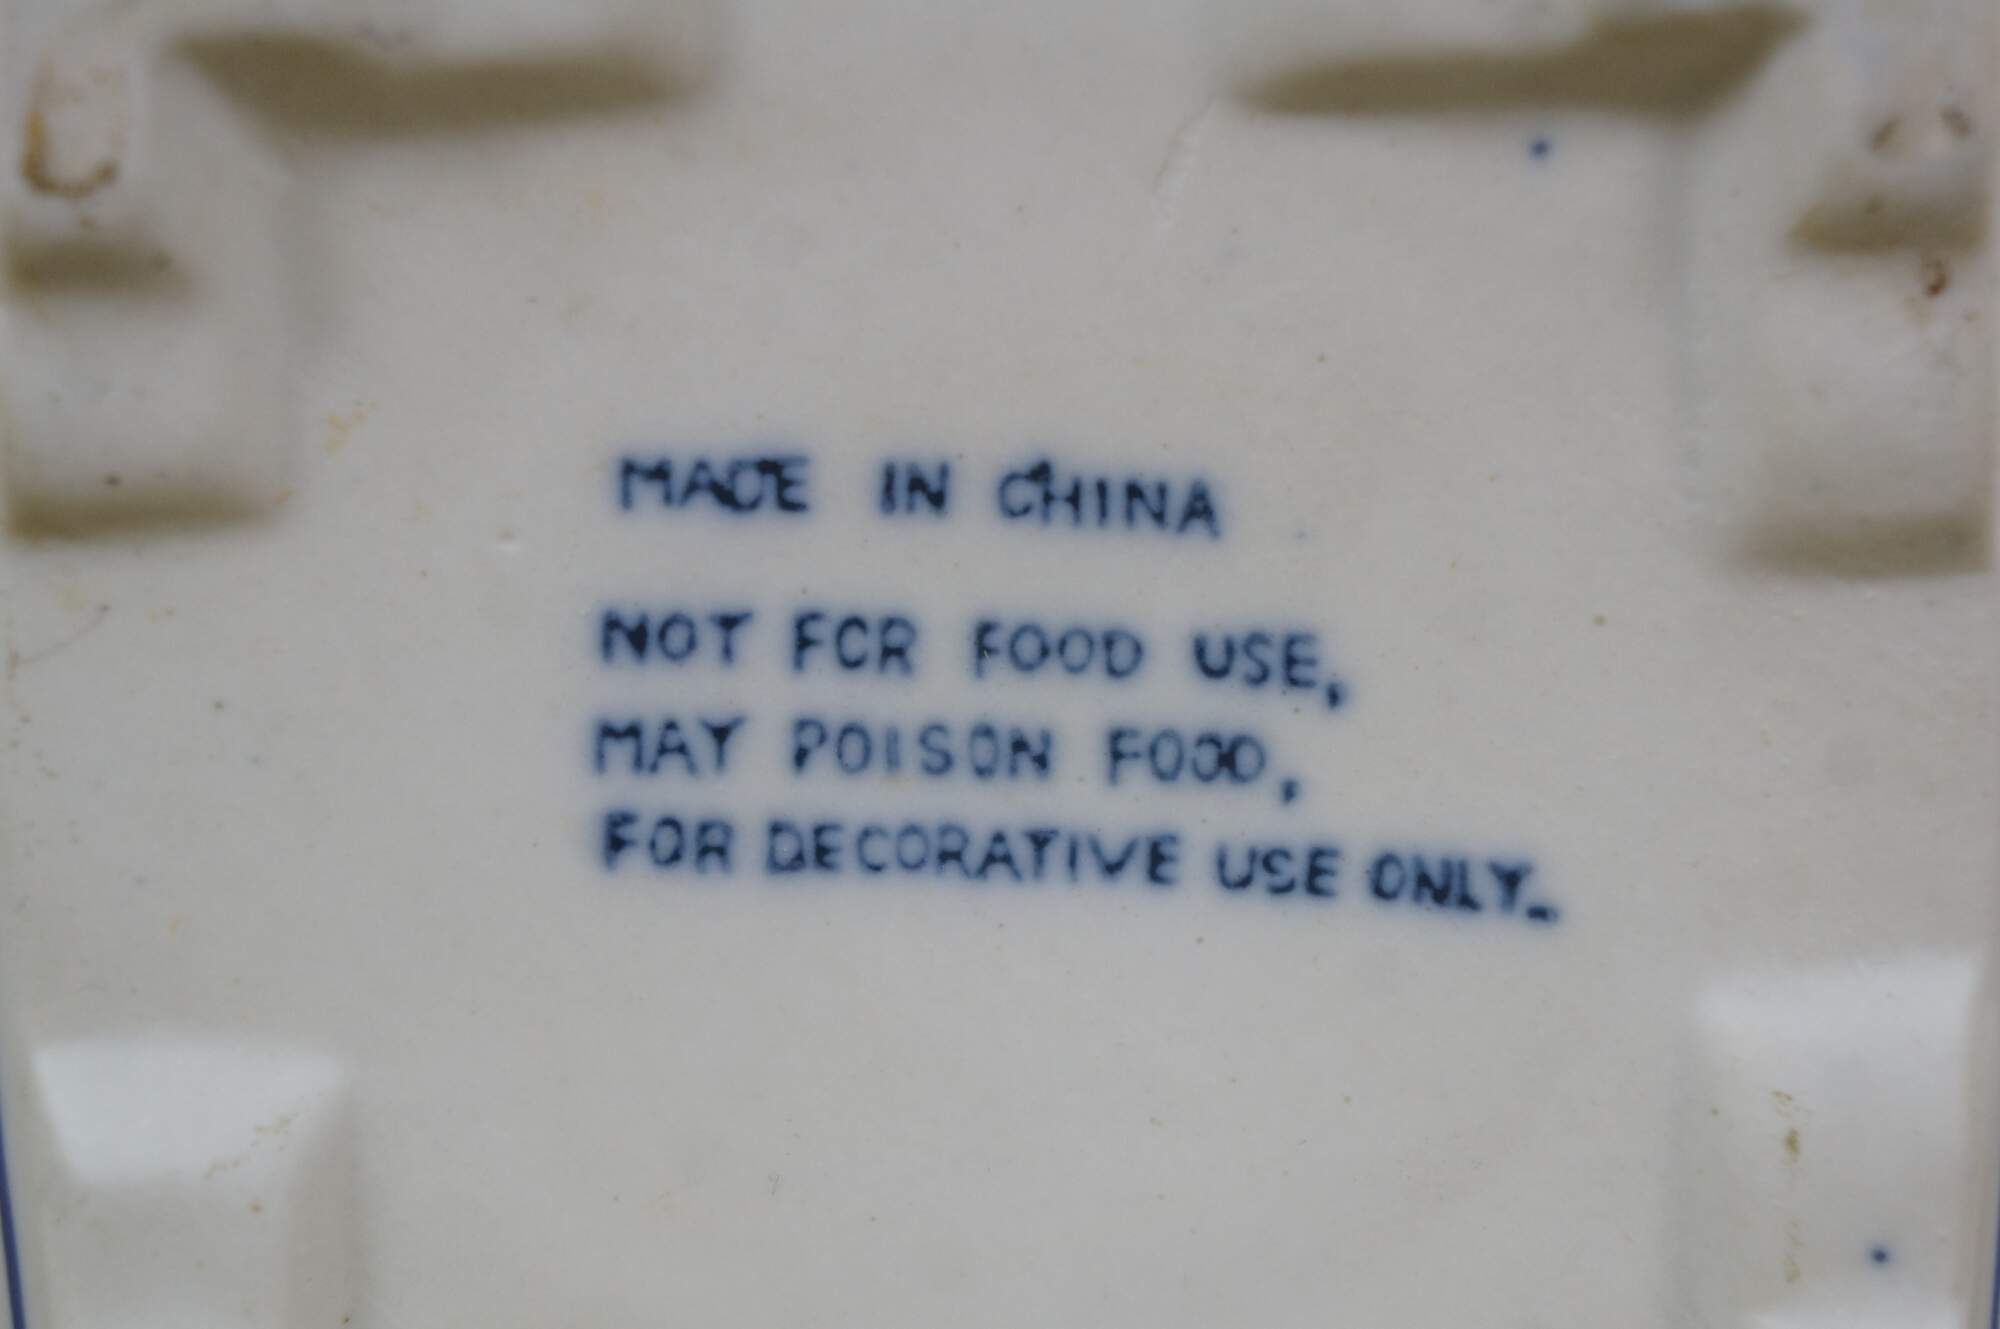 MADE IN CHINA
NOT FOR FOOD USE,
MAY POISON FOOD,
FOR DECORATIVE USE ONLY.